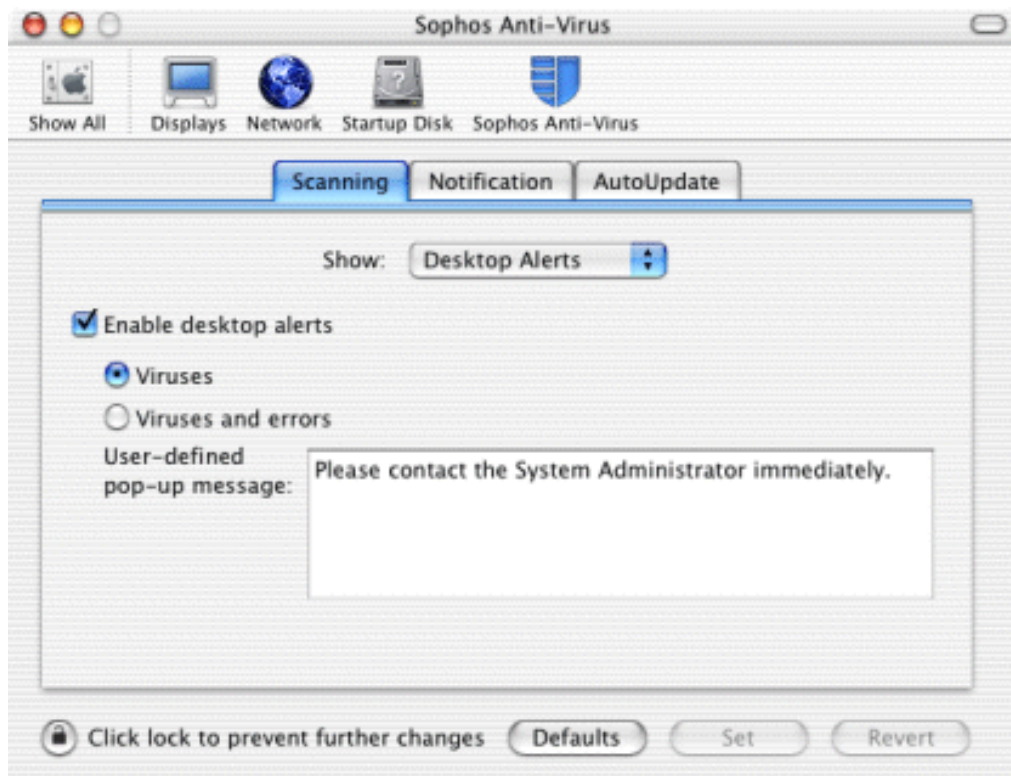 Sophos Anti-Virus
Show All Displays Network Startup Disk Sophos Anti-Virus
Scanning Notification AutoUpdate
Show: Desktop Alerts
Enable desktop alerts
Viruses
Viruses and errors
User-defined
pop-up message:
Please contact the System Administrator immediately.
Click lock to prevent further changes Defaults Set Revert